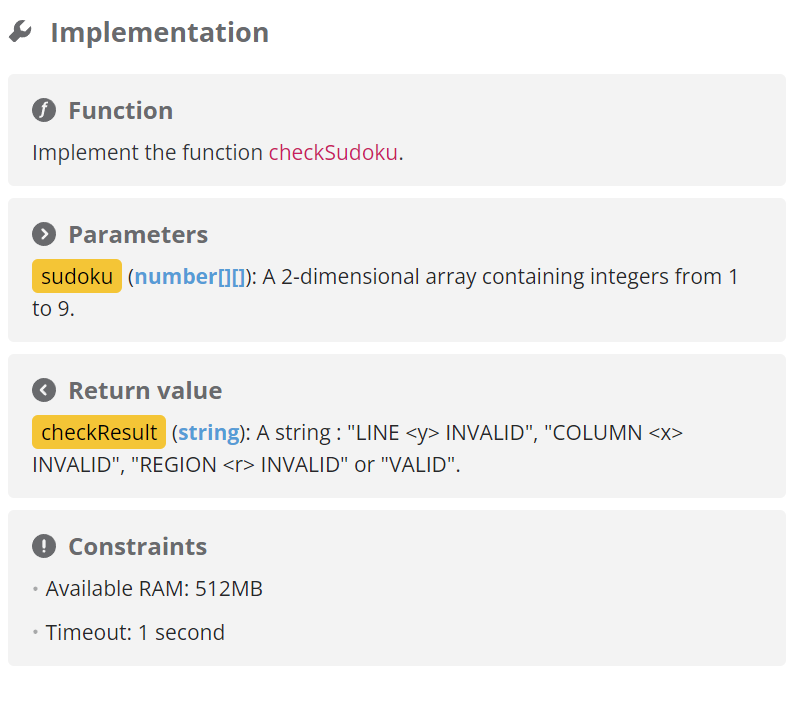 Implementation
Function
Implement the function checkSudoku.
Parameters
sudoku (number[][]): A 2-dimensional array containing integers from 1
to 9.
Return value
checkResult (string): A string : "LINE <y> INVALID", "COLUMN <x>
INVALID", "REGION <r> INVALID" or "VALID".
Constraints
• Available RAM: 512MB
• Timeout: 1 second